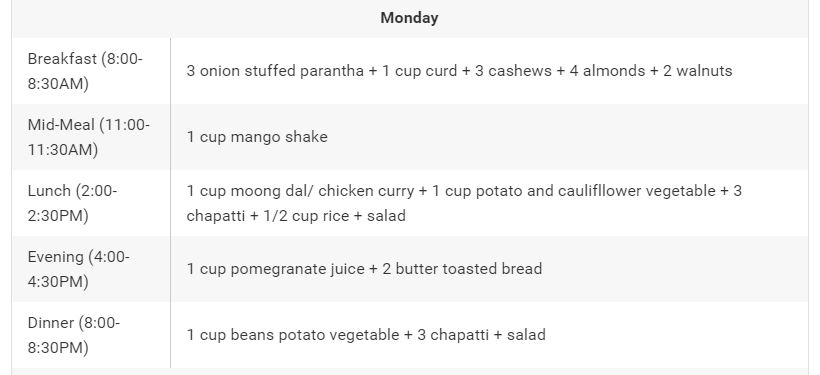 Monday
Breakfast (8:00-
8:30AM)
3 onion stuffed parantha + 1 cup curd + 3 cashews + 4 almonds + 2 walnuts
Mid-Meal (11:00-
11:30AM)
1 cup mango shake
Lunch (2:00-
2:30PM)
1 cup moong dal/ chicken curry + 1 cup potato and caulifllower vegetable + 3
chapatti + 1/2 cup rice + salad
Evening (4:00-
4:30PM)
1 cup pomegranate juice + 2 butter toasted bread
Dinner (8:00-
8:30PM)
1 cup beans potato vegetable + 3 chapatti + salad